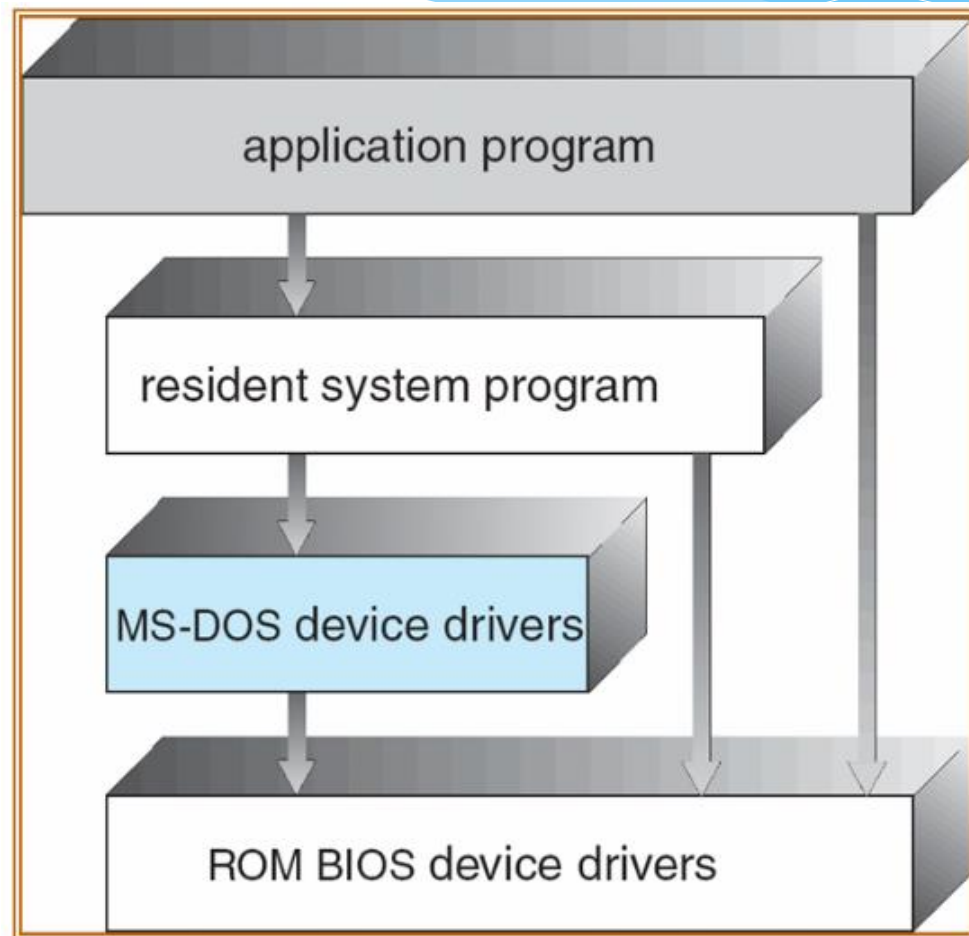 application program
resident system program
MS-DOS device drivers
ROM BIOS device drivers